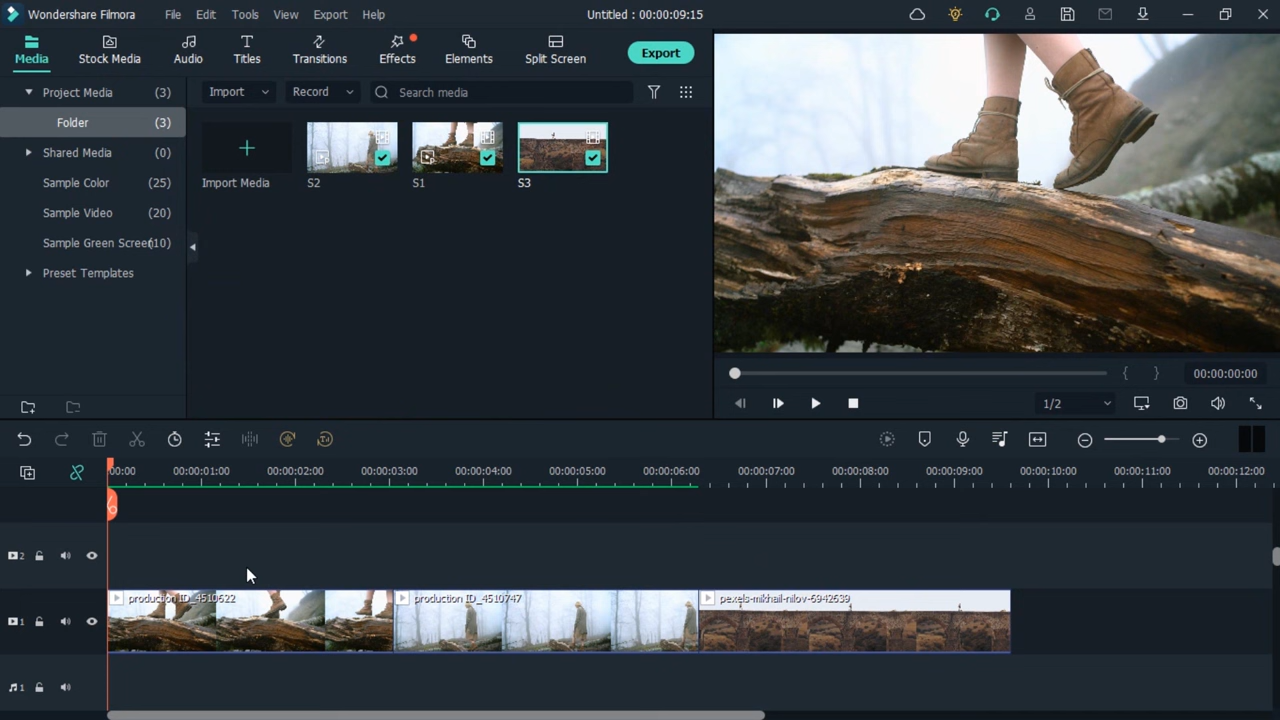 Wondershare Filmora File Edit Tools View Export Help Untitled : 00:00:09:15
Media Stock Media Audio Titles Transitions Effects Elements Split Screen Export
Project Media (3)
Folder (3)
Shared Media (0)
Sample Color (25)
Sample Video (20)
Sample Green Screen (10)
Preset Templates
Import Record Search media
Import Media S2 S1 S3
00:00:00:00
1/2
00:00 00:00:01:00 00:00:02:00 00:00:03:00 00:00:04:00 00:00:05:00 00:00:06:00 00:00:07:00 00:00:08:00 00:00:09:00 00:00:10:00 00:00:11:00 00:00:12:00
2
production ID_4510622 production ID_4510747 pexels-mikhail-nilov-6942639
1
1